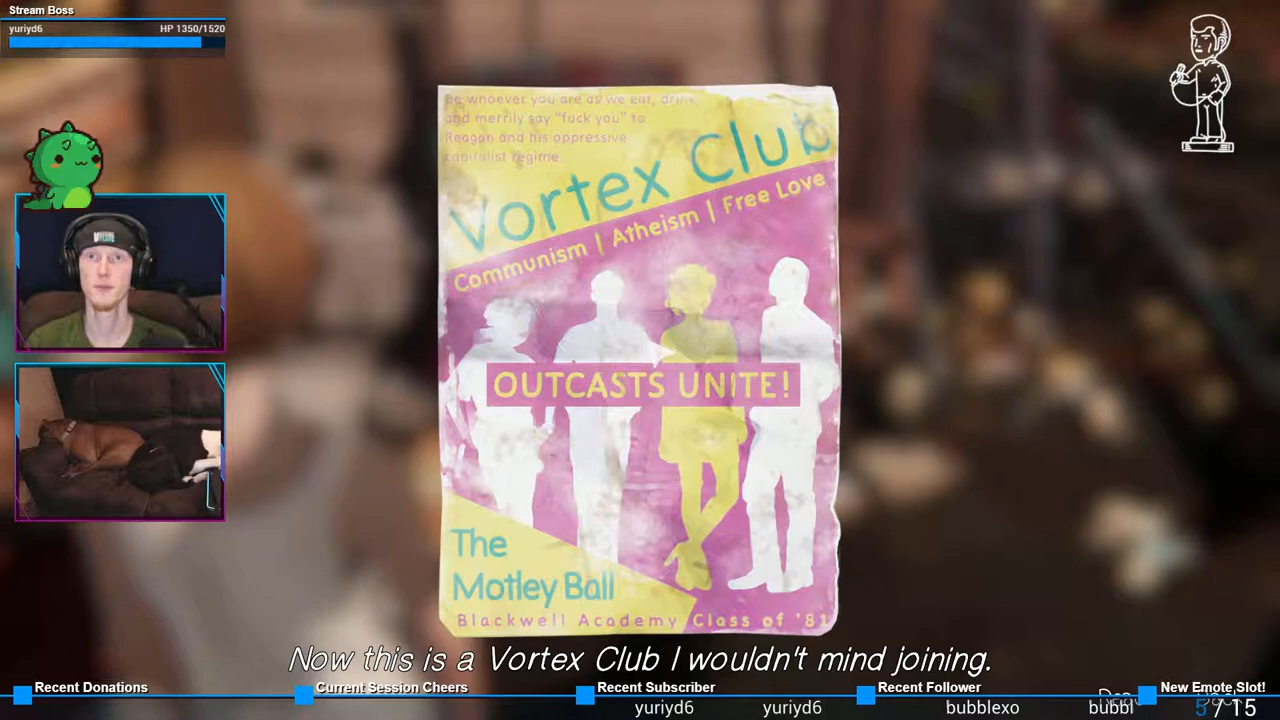 Stream Boss
yuriyd6 HP 1350/1520
Be whoever you are as we eat, drink
and merrily say "fuck you" to
Reagan and his oppressive
capitalist regime.
Vortex Club
Communism | Atheism | Free Love
OUTCASTS UNITE!
The
Motley Ball
Blackwell Academy Class of '81
Now this is a Vortex Club I wouldn't mind joining.
Recent Donations Current Session Cheers Recent Subscriber Recent Follower New Emote Slot!
yuriyd6 yuriyd6 bubblexo bubbl 5 / 15